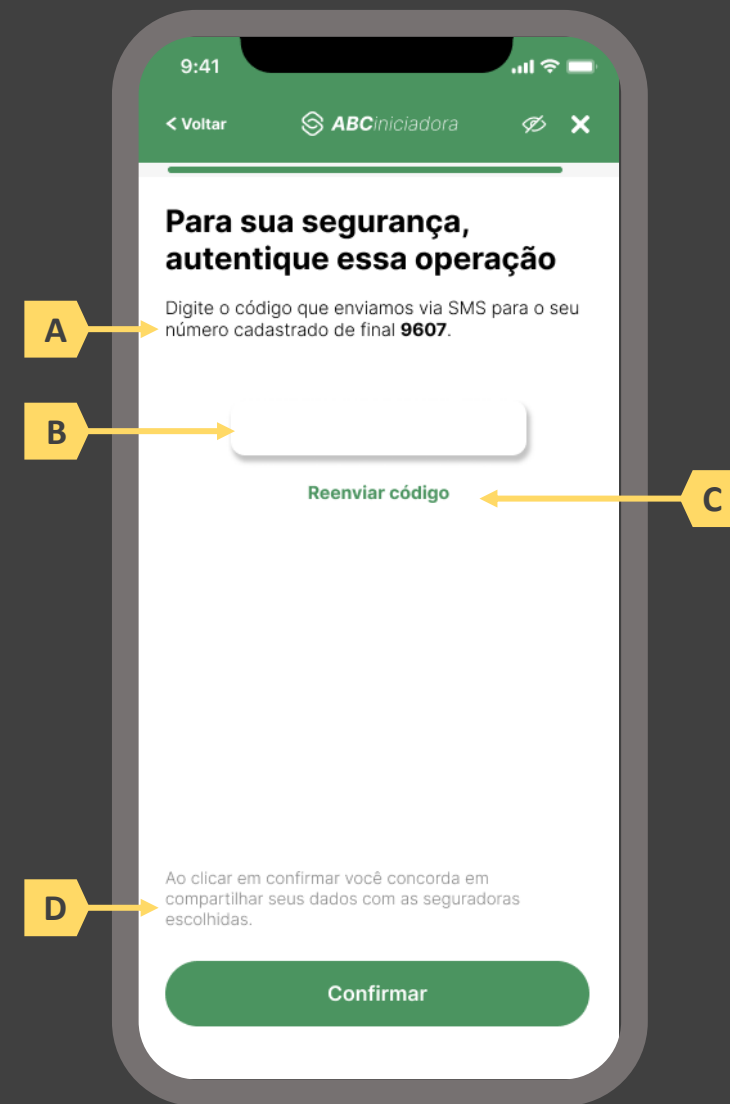 9:41
< Voltar
ABCiniciadora
Para sua segurança,
autentique essa operação
Digite o código que enviamos via SMS para o seu
A
número cadastrado de final 9607.
B
Reenviar código
C
Ao clicar em confirmar você concorda em
D
compartilhar seus dados com as seguradoras
escolhidas.
Confirmar